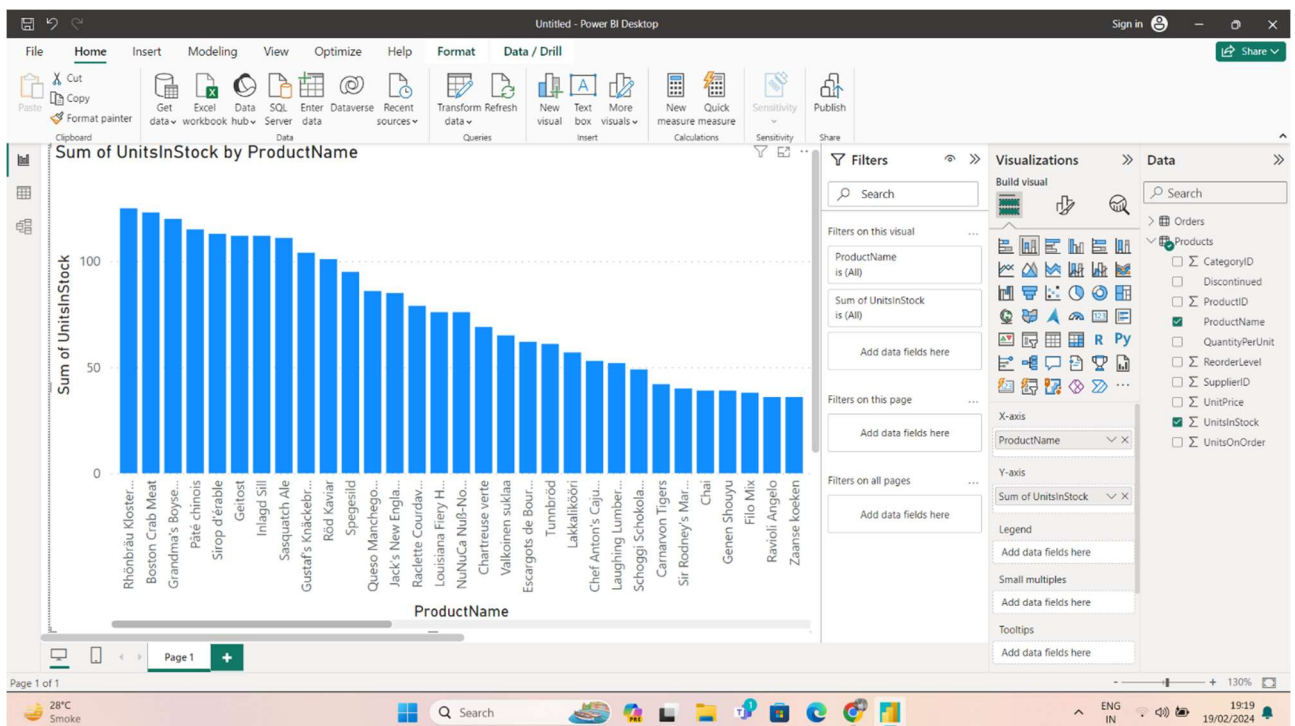 Untitled - Power BI Desktop
Sign in
File Home Insert Modeling View Optimize Help Format Data / Drill
Share
Paste
Cut
Copy
Format painter
Clipboard
Get data
Excel workbook
Data hub
SQL Server
Enter data
Dataverse
Recent sources
Data
Transform data
Refresh
Queries
New visual
Text box
More visuals
Insert
New measure
Quick measure
Calculations
Sensitivity
Sensitivity
Publish
Share
Sum of UnitsInStock by ProductName
Sum of UnitsInStock
100
50
0
Rhönbräu Kloster...
Boston Crab Meat
Grandma's Boyse...
Pâté chinois
Sirop d'érable
Geitost
Inlagd Sill
Sasquatch Ale
Gustaf's Knäckebr...
Röd Kaviar
Spegesild
Queso Manchego...
Jack's New Engla...
Raclette Courdav...
Louisiana Fiery H...
NuNuCa Nuß-No...
Chartreuse verte
Valkoinen suklaa
Escargots de Bour...
Tunnbröd
Lakkalikööri
Chef Anton's Caju...
Laughing Lumber...
Schoggi Schokola...
Carnarvon Tigers
Sir Rodney's Mar...
Chai
Genen Shouyu
Filo Mix
Ravioli Angelo
Zaanse koeken
ProductName
Filters
Search
Filters on this visual ...
ProductName
is (All)
Sum of UnitsInStock
is (All)
Add data fields here
Filters on this page ...
Add data fields here
Filters on all pages ...
Add data fields here
Visualizations
Build visual
123
R Py
...
X-axis
ProductName
Y-axis
Sum of UnitsInStock
Legend
Add data fields here
Small multiples
Add data fields here
Tooltips
Add data fields here
Data
Search
Orders
Products
∑ CategoryID
Discontinued
∑ ProductID
ProductName
QuantityPerUnit
∑ ReorderLevel
∑ SupplierID
∑ UnitPrice
∑ UnitsInStock
∑ UnitsOnOrder
Page 1
Page 1 of 1
- + 130%
28°C
Smoke
Search
PRE
ENG
IN
19:19
19/02/2024